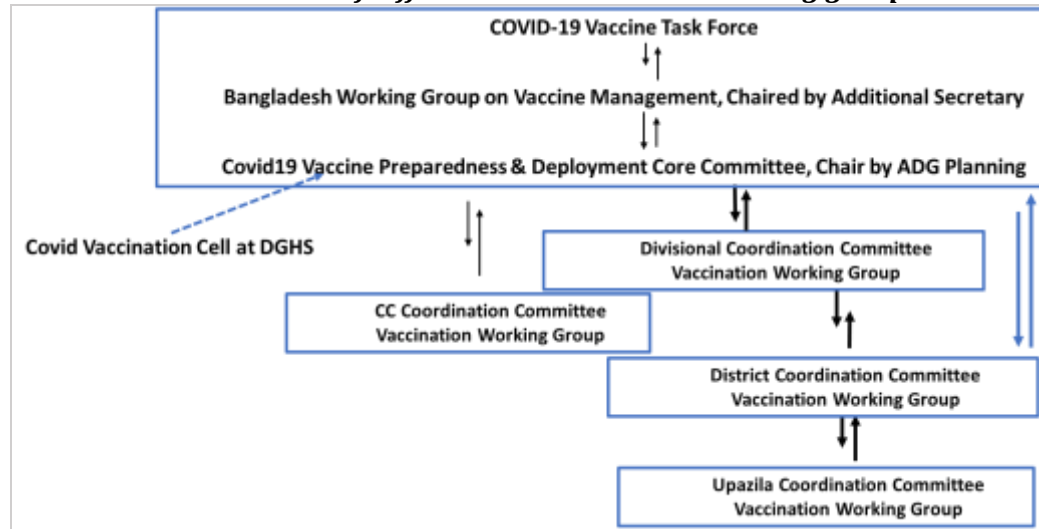 COVID-19 Vaccine Task Force
Bangladesh Working Group on Vaccine Management, Chaired by Additional Secretary
Covid19 Vaccine Preparedness & Deployment Core Committee, Chair by ADG Planning
Covid Vaccination Cell at DGHS
Divisional Coordination Committee
Vaccination Working Group
CC Coordination Committee
Vaccination Working Group
District Coordination Committee
Vaccination Working Group
Upazila Coordination Committee
Vaccination Working Group